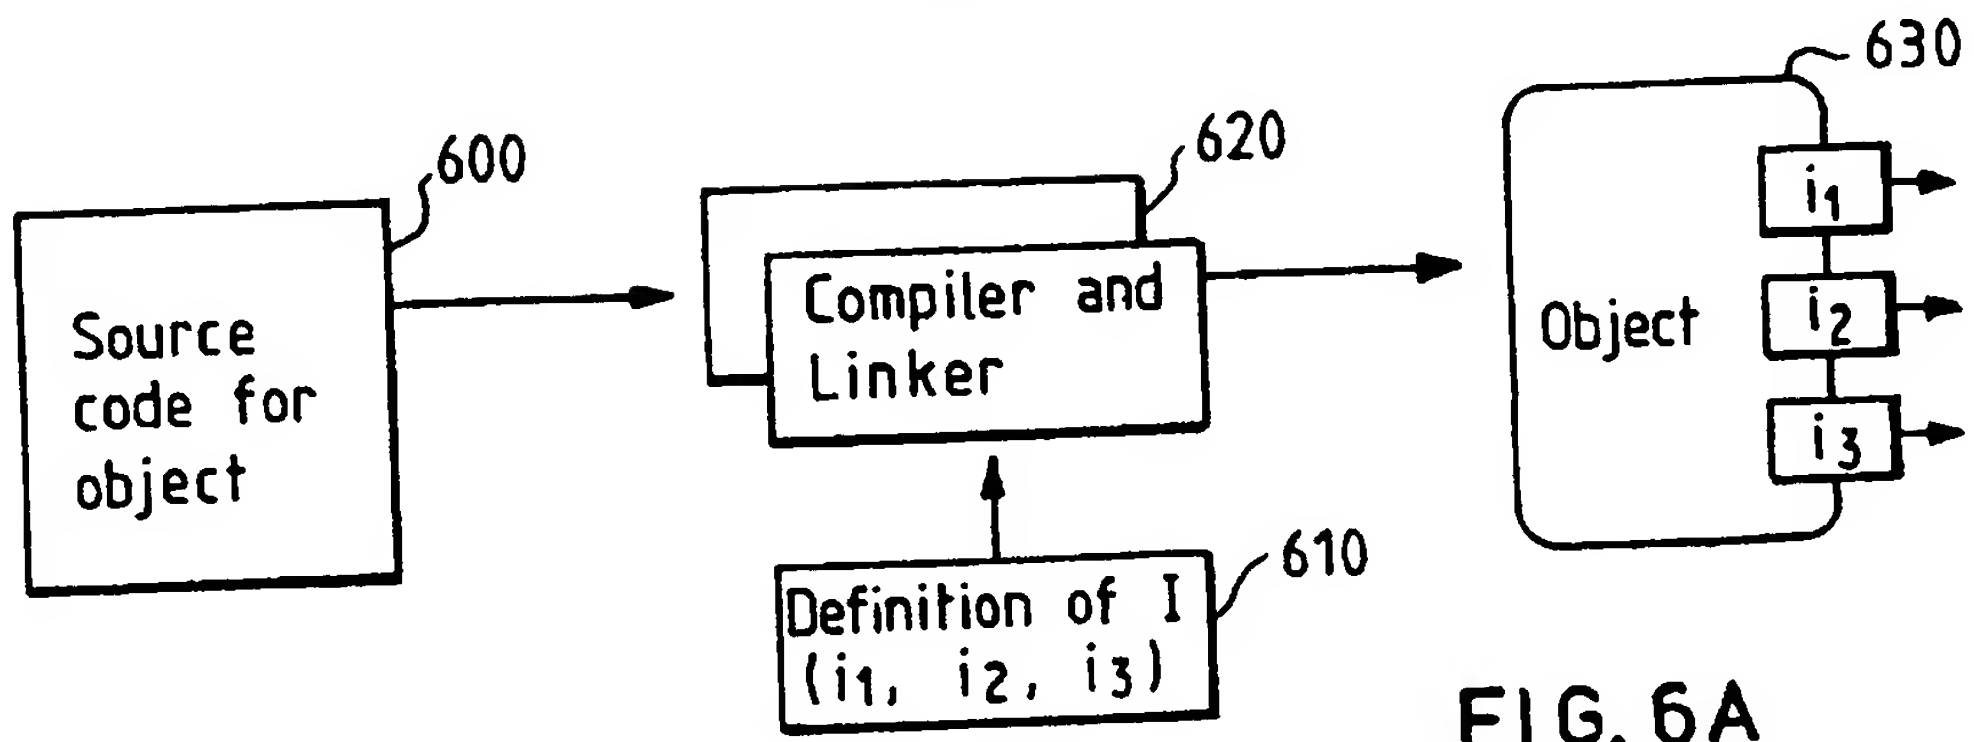 630
600
620
i1
Source
code for
object
Compiler and
Linker
Object
i2
i3
610
Definition of I
(i1, i2, i3)
FIG. 6A